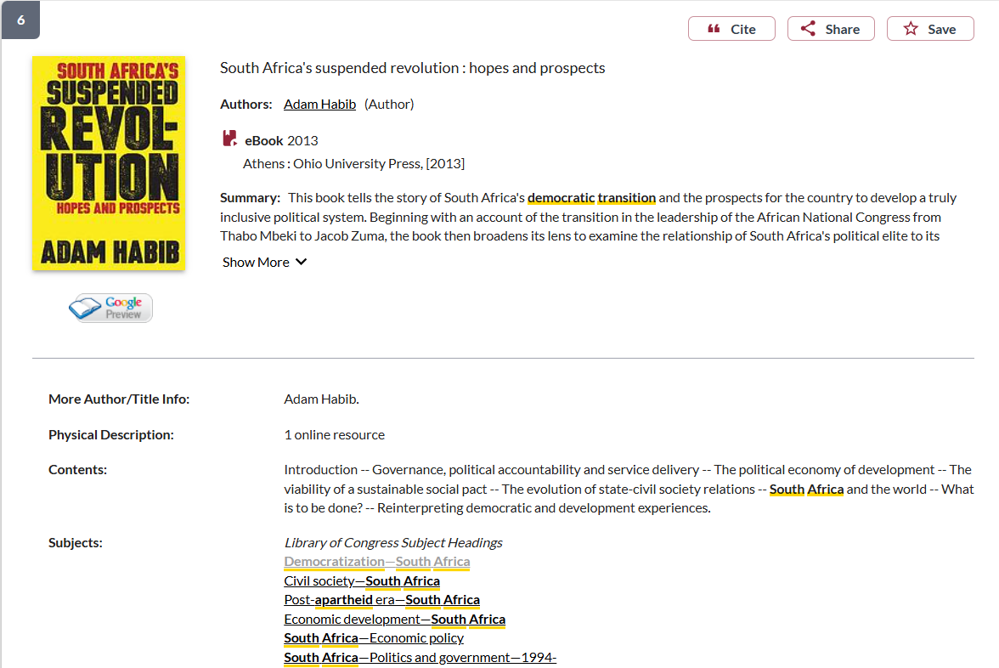 6
Cite
Share
Save
SOUTH AFRICA'S
SUSPENDED
REVOL-
UTION
HOPES AND PROSPECTS
ADAM HABIB
Google
Preview
South Africa's suspended revolution : hopes and prospects
Authors: Adam Habib (Author)
eBook 2013
Athens : Ohio University Press, [2013]
Summary: This book tells the story of South Africa's democratic transition and the prospects for the country to develop a truly
inclusive political system. Beginning with an account of the transition in the leadership of the African National Congress from
Thabo Mbeki to Jacob Zuma, the book then broadens its lens to examine the relationship of South Africa's political elite to its
Show More
More Author/Title Info: Adam Habib.
Physical Description: 1 online resource
Contents: Introduction -- Governance, political accountability and service delivery -- The political economy of development -- The
viability of a sustainable social pact -- The evolution of state-civil society relations -- South Africa and the world -- What
is to be done? -- Reinterpreting democratic and development experiences.
Subjects: Library of Congress Subject Headings
Democratization—South Africa
Civil society—South Africa
Post-apartheid era—South Africa
Economic development—South Africa
South Africa—Economic policy
South Africa—Politics and government—1994-